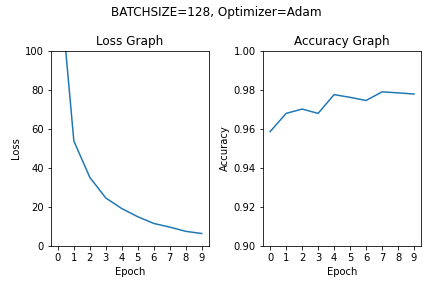 BATCHSIZE=128, Optimizer=Adam
Loss Graph
Accuracy Graph
100
80
60
40
20
0
Loss
0 1 2 3 4 5 6 7 8 9
Epoch
1.00
0.98
0.96
0.94
0.92
0.90
Accuracy
0 1 2 3 4 5 6 7 8 9
Epoch